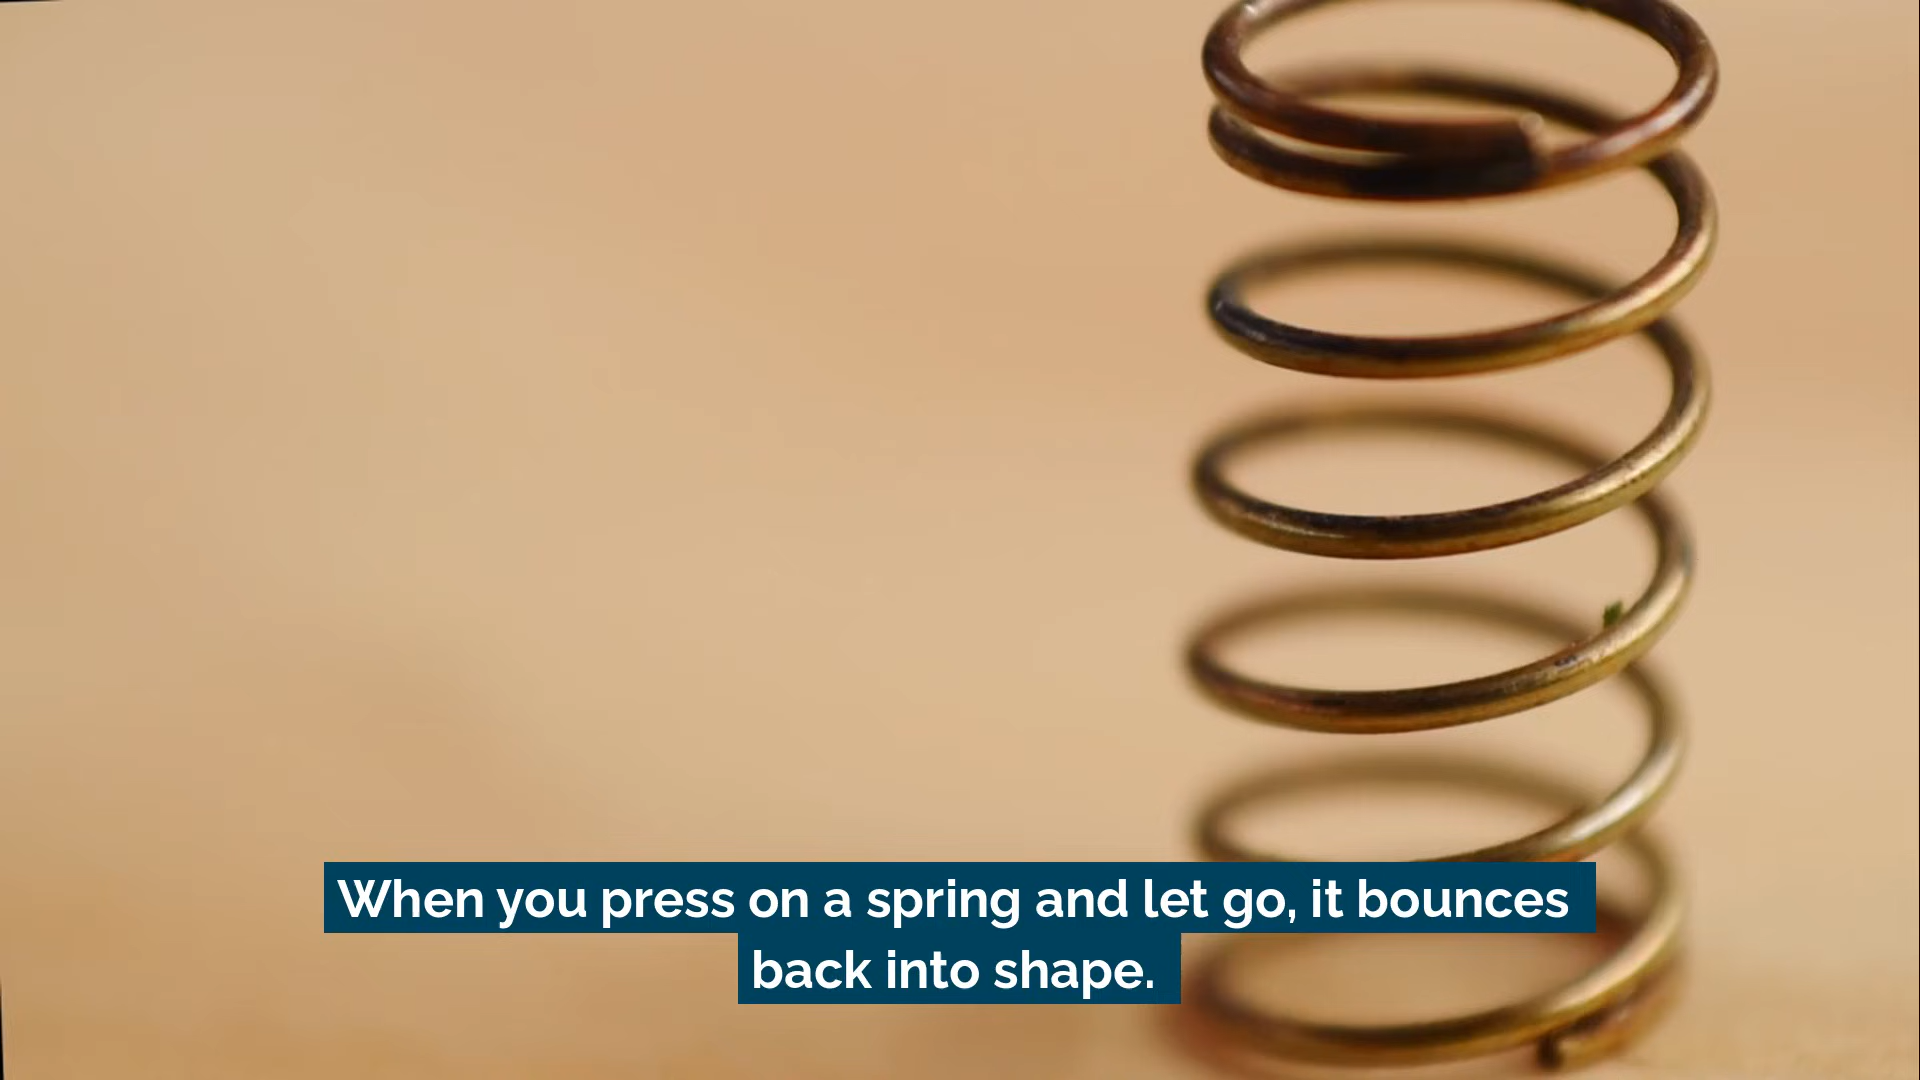 When you press on a spring and let go, it bounces
back into shape.